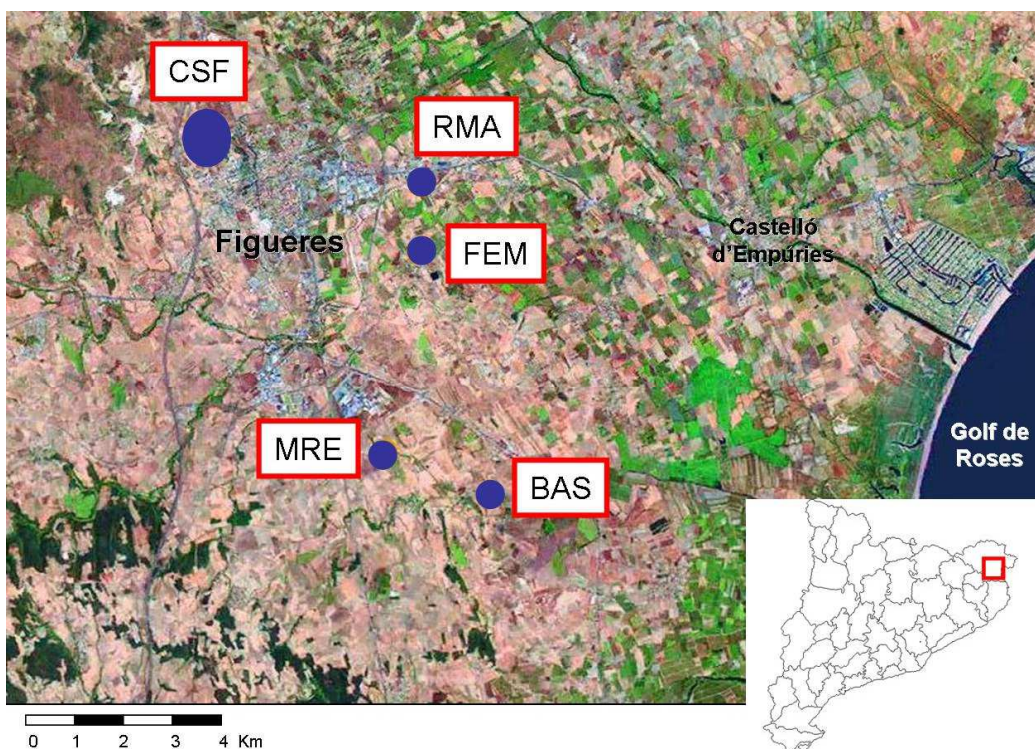 CSF
RMA
Figueres
FEM
Castelló
d'Empúries
MRE
BAS
Golf de
Roses
0 1 2 3 4 Km